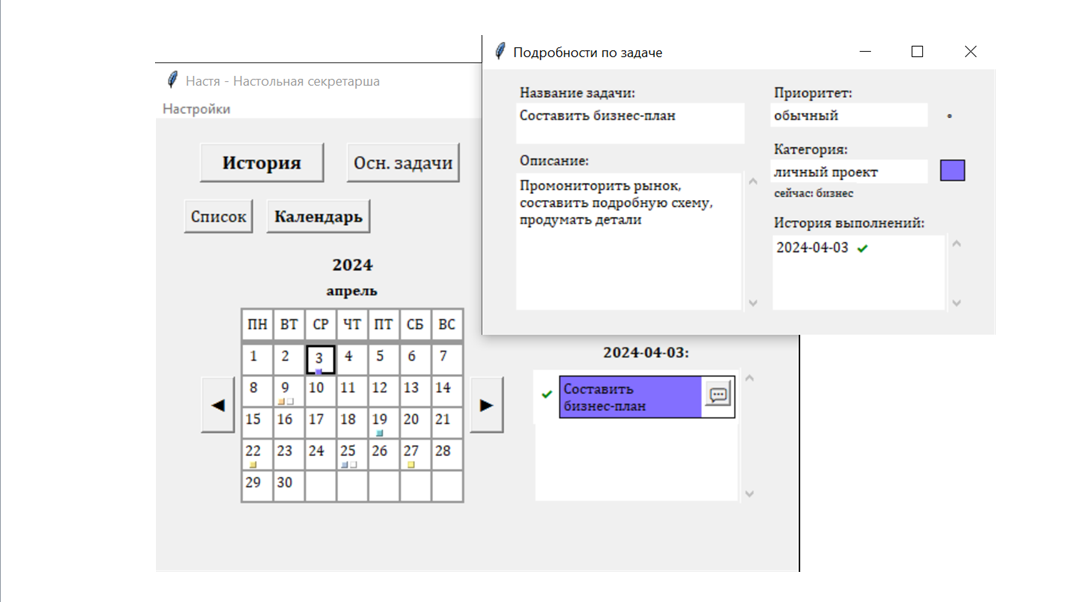 Подробности по задаче
Настя - Настольная секретарша
Настройки
Название задачи:
Составить бизнес-план
Описание:
Промониторить рынок,
составить подробную схему,
продумать детали
Приоритет:
обычный
Категория:
личный проект
сейчас: бизнес
История выполнений:
2024-04-03
История Осн. задачи
Список Календарь
2024
апрель
ПН ВТ СР ЧТ ПТ СБ ВС
1 2 3 4 5 6 7
8 9 10 11 12 13 14
15 16 17 18 19 20 21
22 23 24 25 26 27 28
29 30
2024-04-03:
Составить
бизнес-план